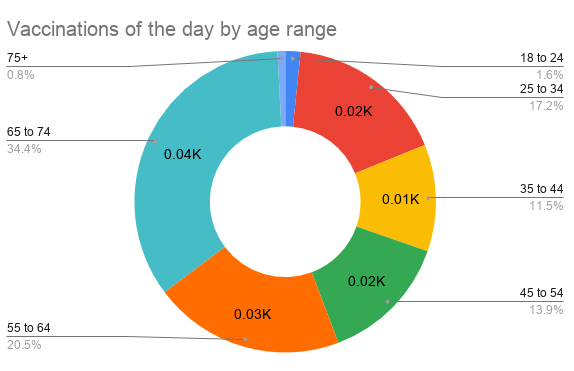 Vaccinations of the day by age range
75+
0.8%
18 to 24
1.6%
25 to 34
17.2%
0.02K
65 to 74
34.4%
0.04K
35 to 44
11.5%
0.01K
0.02K
45 to 54
13.9%
0.03K
55 to 64
20.5%